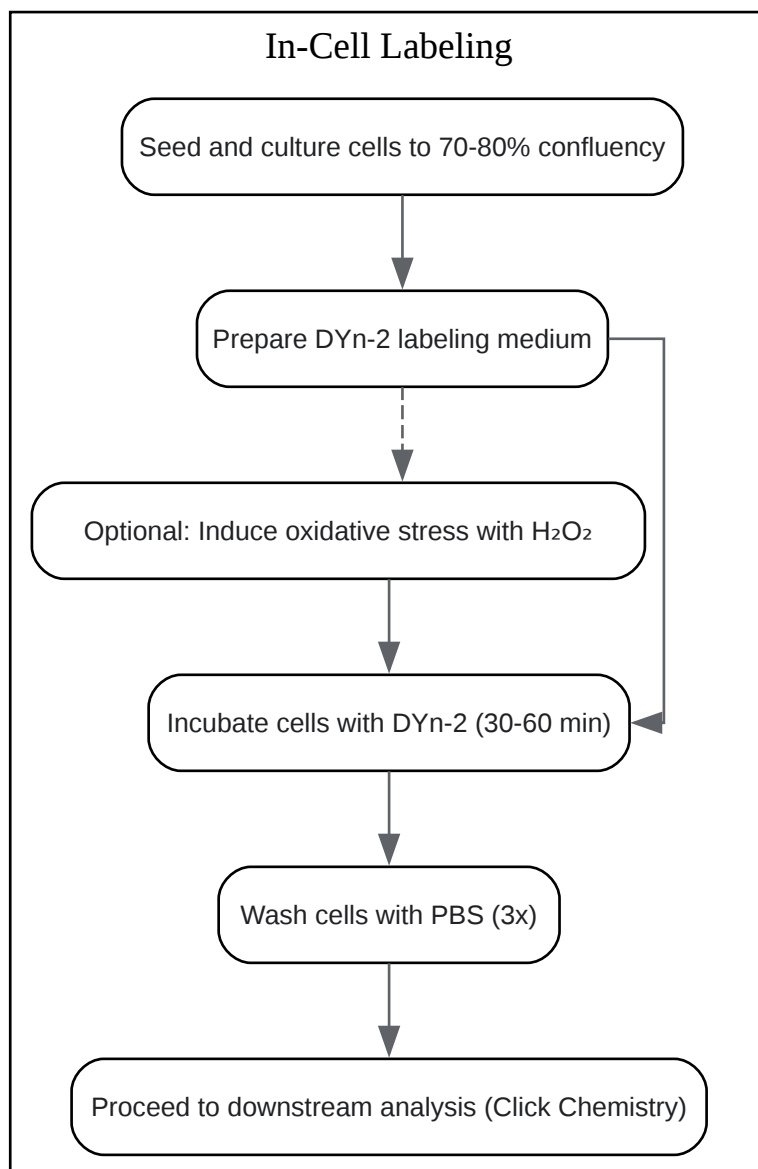 In-Cell Labeling
Seed and culture cells to 70-80% confluency
Prepare DYn-2 labeling medium
Optional: Induce oxidative stress with H₂O₂
Incubate cells with DYn-2 (30-60 min)
Wash cells with PBS (3x)
Proceed to downstream analysis (Click Chemistry)